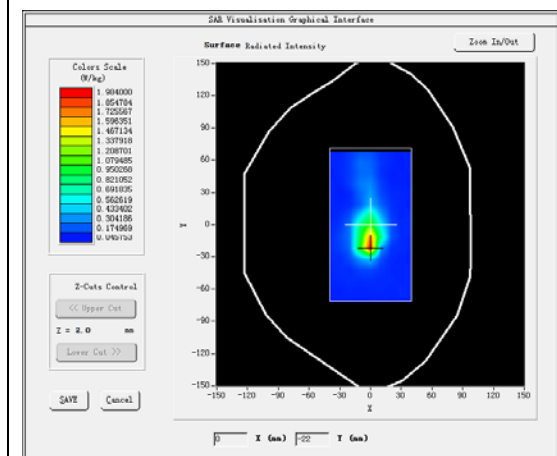 SAR Visualisation Graphical Interface
Surface Radiated Intensity
Zoom In/Out
Colors Scale
(W/kg)
1.984000
1.854784
1.725567
1.596351
1.467134
1.337918
1.208701
1.079485
0.950268
0.821052
0.691835
0.562619
0.433402
0.304186
0.174969
0.045753
Z-Cuts Control
<< Upper Cut
Z = 2.0 mm
Lower Cut >>
SAVE
Cancel
150-
120-
90-
60-
30-
0-
-30-
-60-
-90-
-120-
-150-
Y
-150 -120 -90 -60 -30 0 30 60 90 120 150
X
0 X (mm) -22 Y (mm)